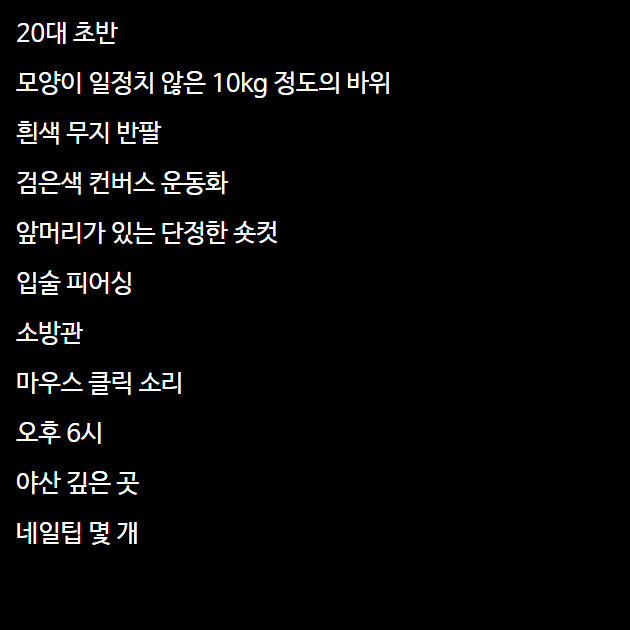 20대 초반
모양이 일정치 않은 10kg 정도의 바위
흰색 무지 반팔
검은색 컨버스 운동화
앞머리가 있는 단정한 숏컷
입술 피어싱
소방관
마우스 클릭 소리
오후 6시
야산 깊은 곳
네일팁 몇 개